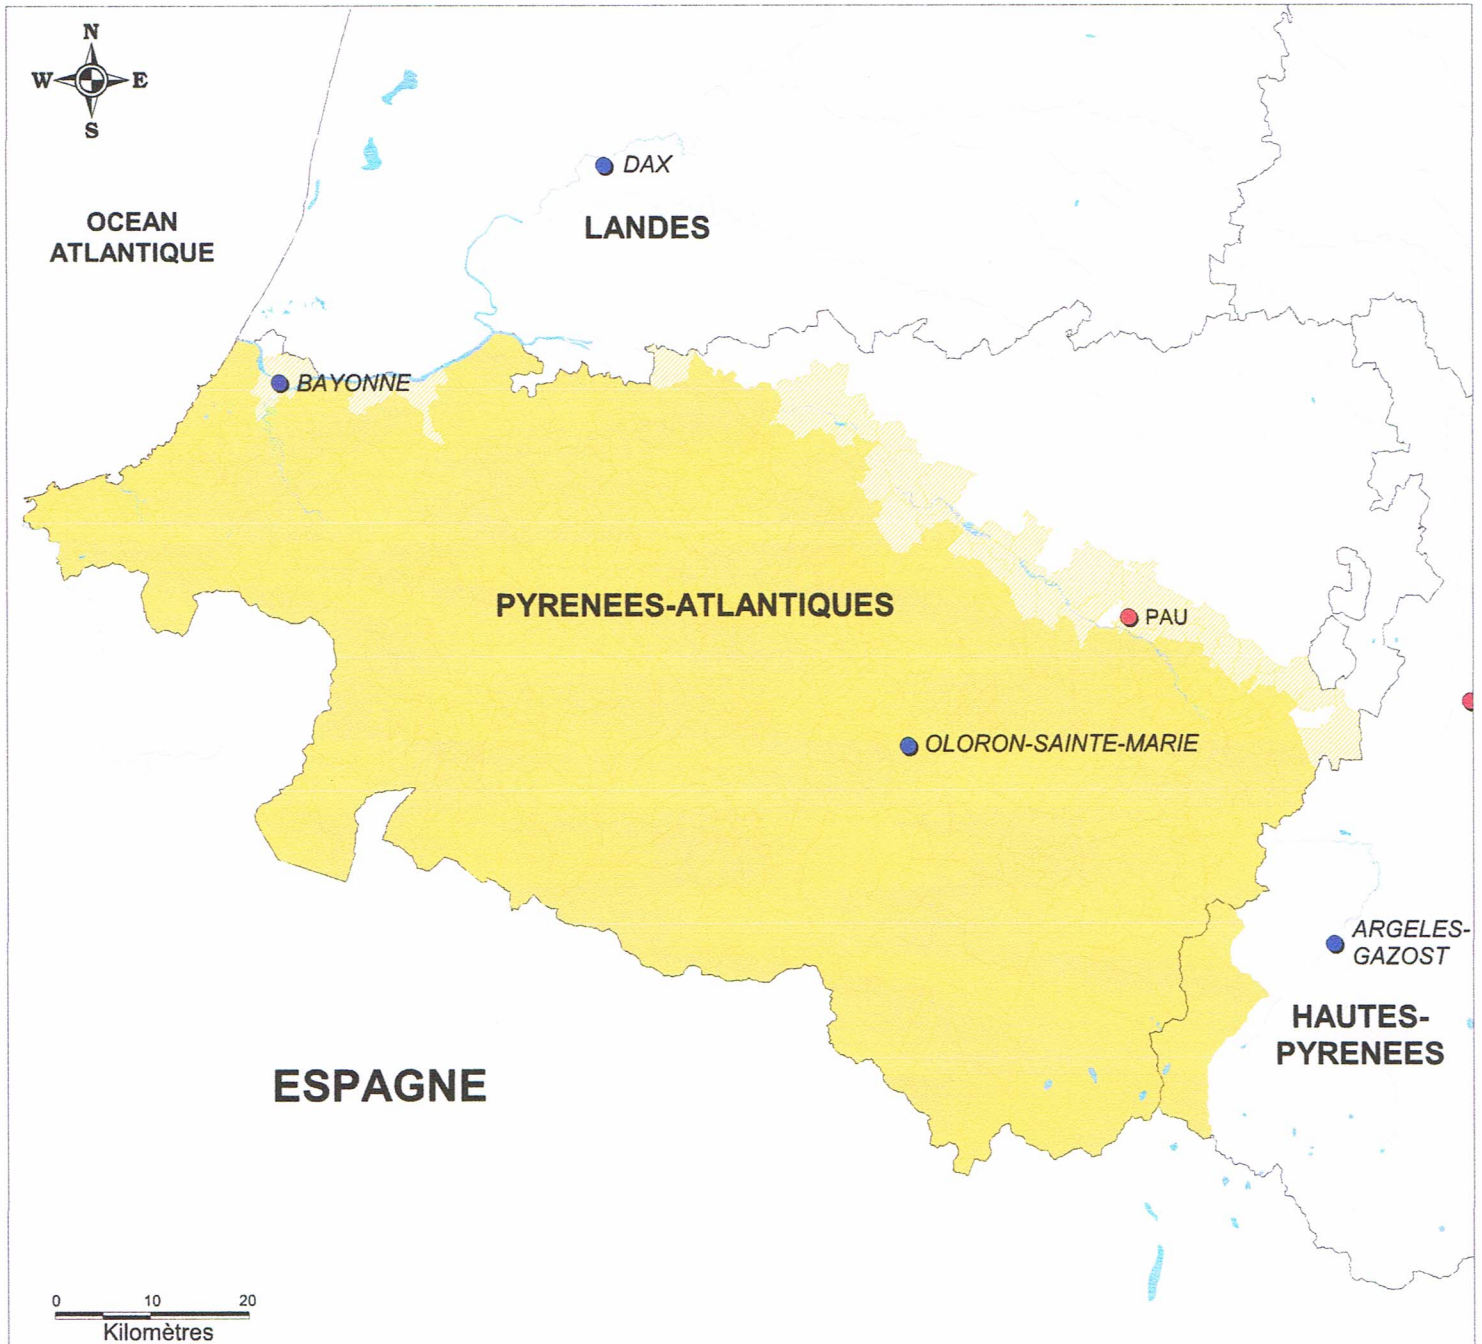 N
W E
S
DAX
OCEAN
ATLANTIQUE
LANDES
BAYONNE
PYRENEES-ATLANTIQUES
PAU
OLORON-SAINTE-MARIE
ARGELES-
GAZOST
HAUTES-
PYRENEES
ESPAGNE
0 10 20
Kilomètres